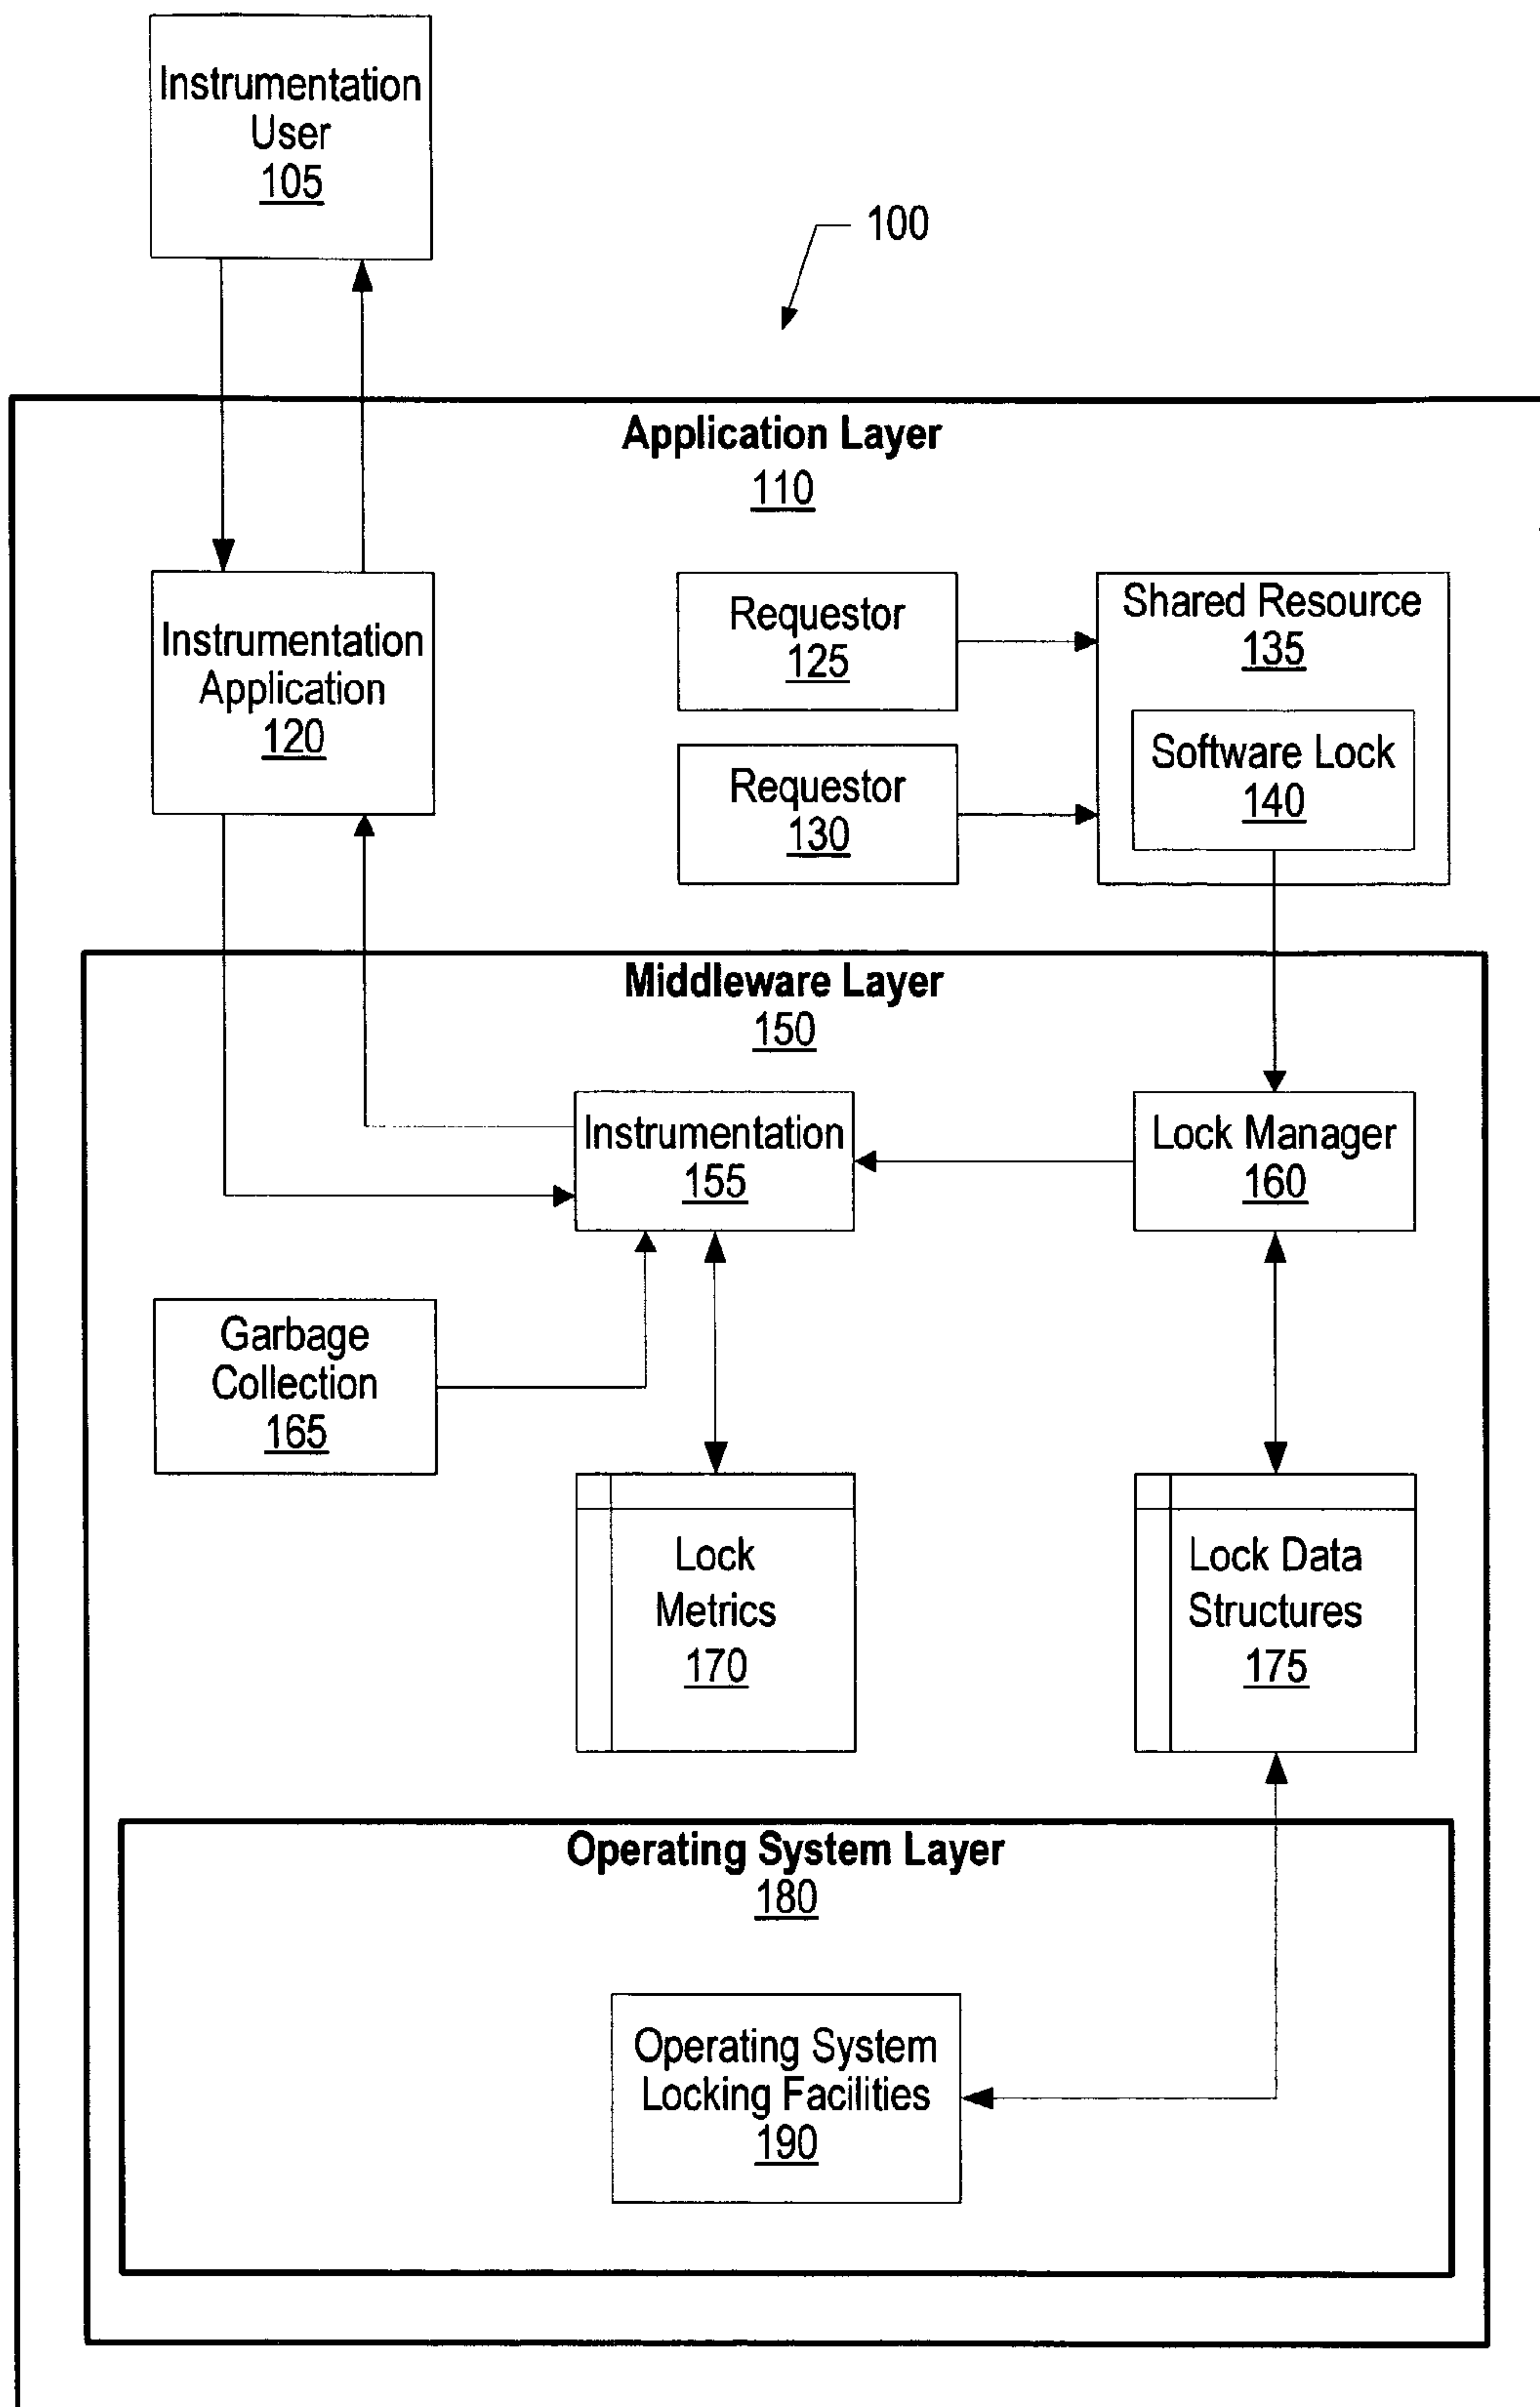 Instrumentation
User
105
100
Application Layer
110
Instrumentation
Application
120
Requestor
125
Requestor
130
Shared Resource
135
Software Lock
140
Middleware Layer
150
Instrumentation
155
Lock Manager
160
Garbage
Collection
165
Lock
Metrics
170
Lock Data
Structures
175
Operating System Layer
180
Operating System
Locking Facilities
190